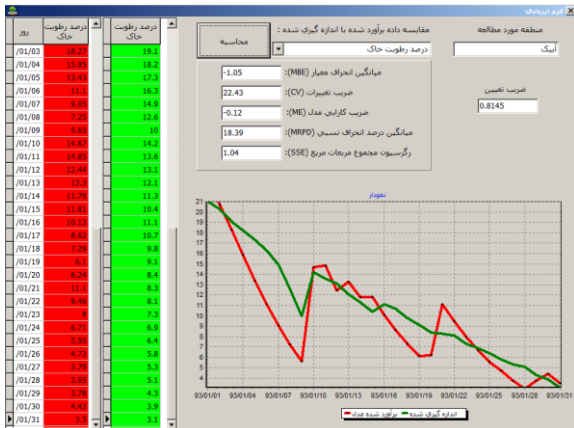 فرم ارزیابی
منطقه مورد مطالعه
آبیک
ضریب تعیین
0.8145
مقایسه داده برآورد شده با اندازه گیری شده :
درصد رطوبت خاک
محاسبه
میانگین انحراف معیار (MBE):
-1.05
ضریب تغییرات (CV):
22.43
ضریب کارایی مدل (ME):
-0.12
میانگین درصد انحراف نسبی (MRPD):
18.39
رگرسیون مجموع مربعات مربع (SSE):
1.04
روز درصد رطوبت خاک درصد رطوبت خاک
/01/03 18.27 19.1
/01/04 15.85 18.2
/01/05 13.43 17.3
/01/06 11.1 16.3
/01/07 9.05 14.9
/01/08 7.25 12.6
/01/09 5.65 10
/01/10 14.67 14.2
/01/11 14.85 13.6
/01/12 12.44 13.1
/01/13 13.3 12.1
/01/14 11.78 11.3
/01/15 11.81 10.4
/01/16 10.12 11.1
/01/17 8.62 10.7
/01/18 7.29 9.8
/01/19 6.1 9.1
/01/20 6.24 8.4
/01/21 11.1 8.3
/01/22 9.46 8.1
/01/23 8 7.3
/01/24 6.71 6.9
/01/25 5.55 6.4
/01/26 4.72 5.8
/01/27 3.78 5.3
/01/28 2.95 5.1
/01/29 3.78 4.3
/01/30 4.42 3.9
/01/31 3.5 3.1
نمودار
21
20
19
18
17
16
15
14
13
12
11
10
9
8
7
6
5
4
93/01/01 93/01/04 93/01/07 93/01/10 93/01/13 93/01/16 93/01/19 93/01/22 93/01/25 93/01/28 93/01/31
اندازه گیری شده برآورد شده مدل